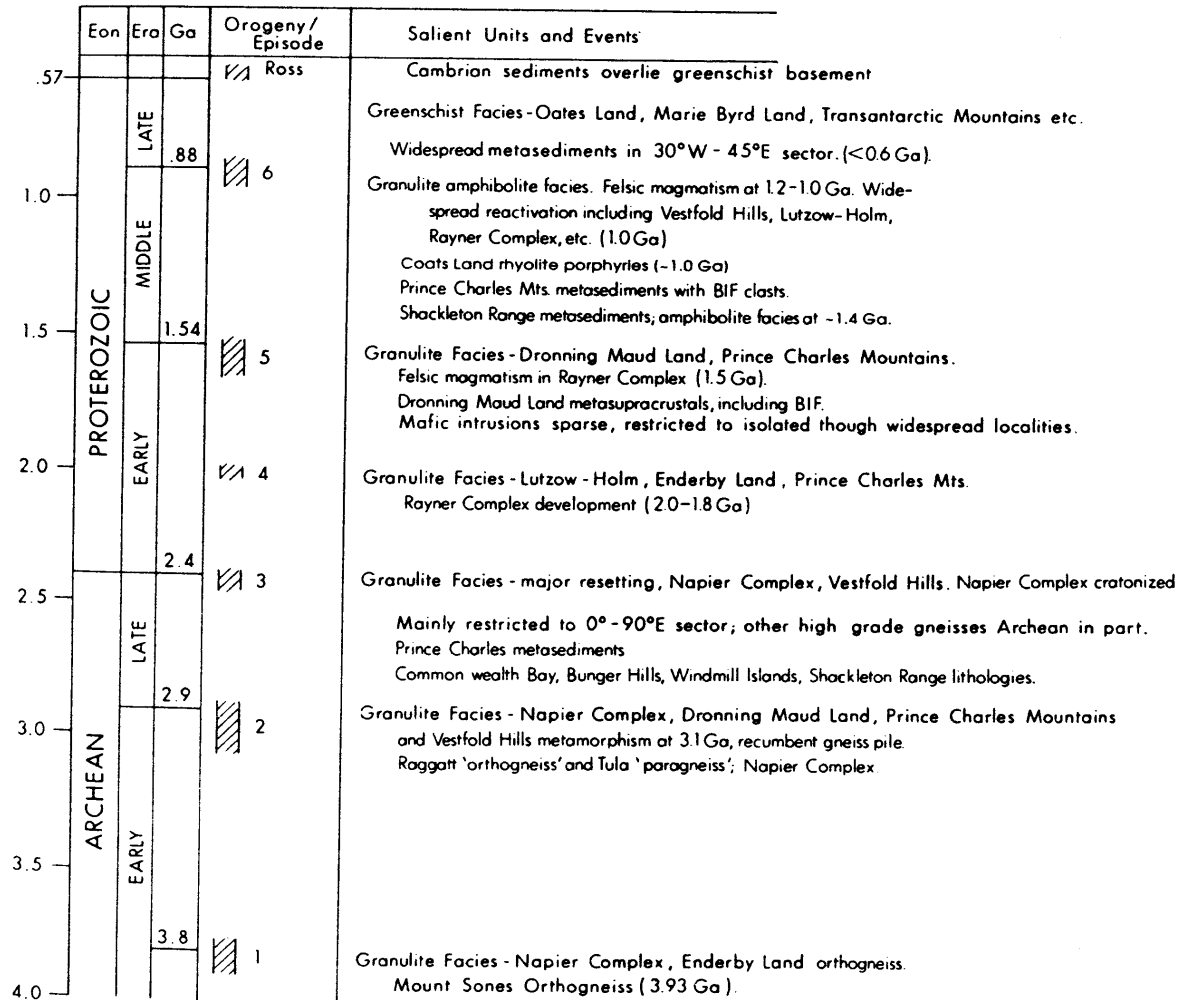 Eon Era Ga Orogeny/ Episode Salient Units and Events
.57 Ross Cambrian sediments overlie greenschist basement
LATE
Greenschist Facies-Oates Land, Marie Byrd Land, Transantarctic Mountains etc.
.88 Widespread metasediments in 30°W - 45°E sector. (<0.6 Ga).
6
1.0
Granulite amphibolite facies. Felsic magmatism at 1.2-1.0 Ga. Wide-
spread reactivation including Vestfold Hills, Lutzow-Holm,
Rayner Complex, etc. (1.0 Ga)
MIDDLE
Coats Land rhyolite porphyries (~1.0 Ga)
Prince Charles Mts. metasediments with BIF clasts.
Shackleton Range metasediments; amphibolite facies at ~1.4 Ga.
PROTEROZOIC
1.5
1.54
5 Granulite Facies - Dronning Maud Land, Prince Charles Mountains.
Felsic magmatism in Rayner Complex (1.5 Ga).
Dronning Maud Land metasupracrustals, including BIF.
Mafic intrusions sparse, restricted to isolated though widespread localities.
EARLY
2.0
4 Granulite Facies - Lutzow - Holm, Enderby Land, Prince Charles Mts.
Rayner Complex development (2.0-1.8 Ga)
2.4
2.5
3 Granulite Facies - major resetting, Napier Complex, Vestfold Hills. Napier Complex cratonized
LATE
Mainly restricted to 0° - 90°E sector; other high grade gneisses Archean in part.
Prince Charles metasediments
Common wealth Bay, Bunger Hills, Windmill Islands, Shackleton Range lithologies.
2.9
3.0
2 Granulite Facies - Napier Complex, Dronning Maud Land, Prince Charles Mountains
and Vestfold Hills metamorphism at 3.1 Ga, recumbent gneiss pile.
Raggatt 'orthogneiss' and Tula 'paragneiss'; Napier Complex
ARCHEAN
EARLY
3.5
3.8
1 Granulite Facies - Napier Complex, Enderby Land orthogneiss.
Mount Sones Orthogneiss (3.93 Ga).
4.0